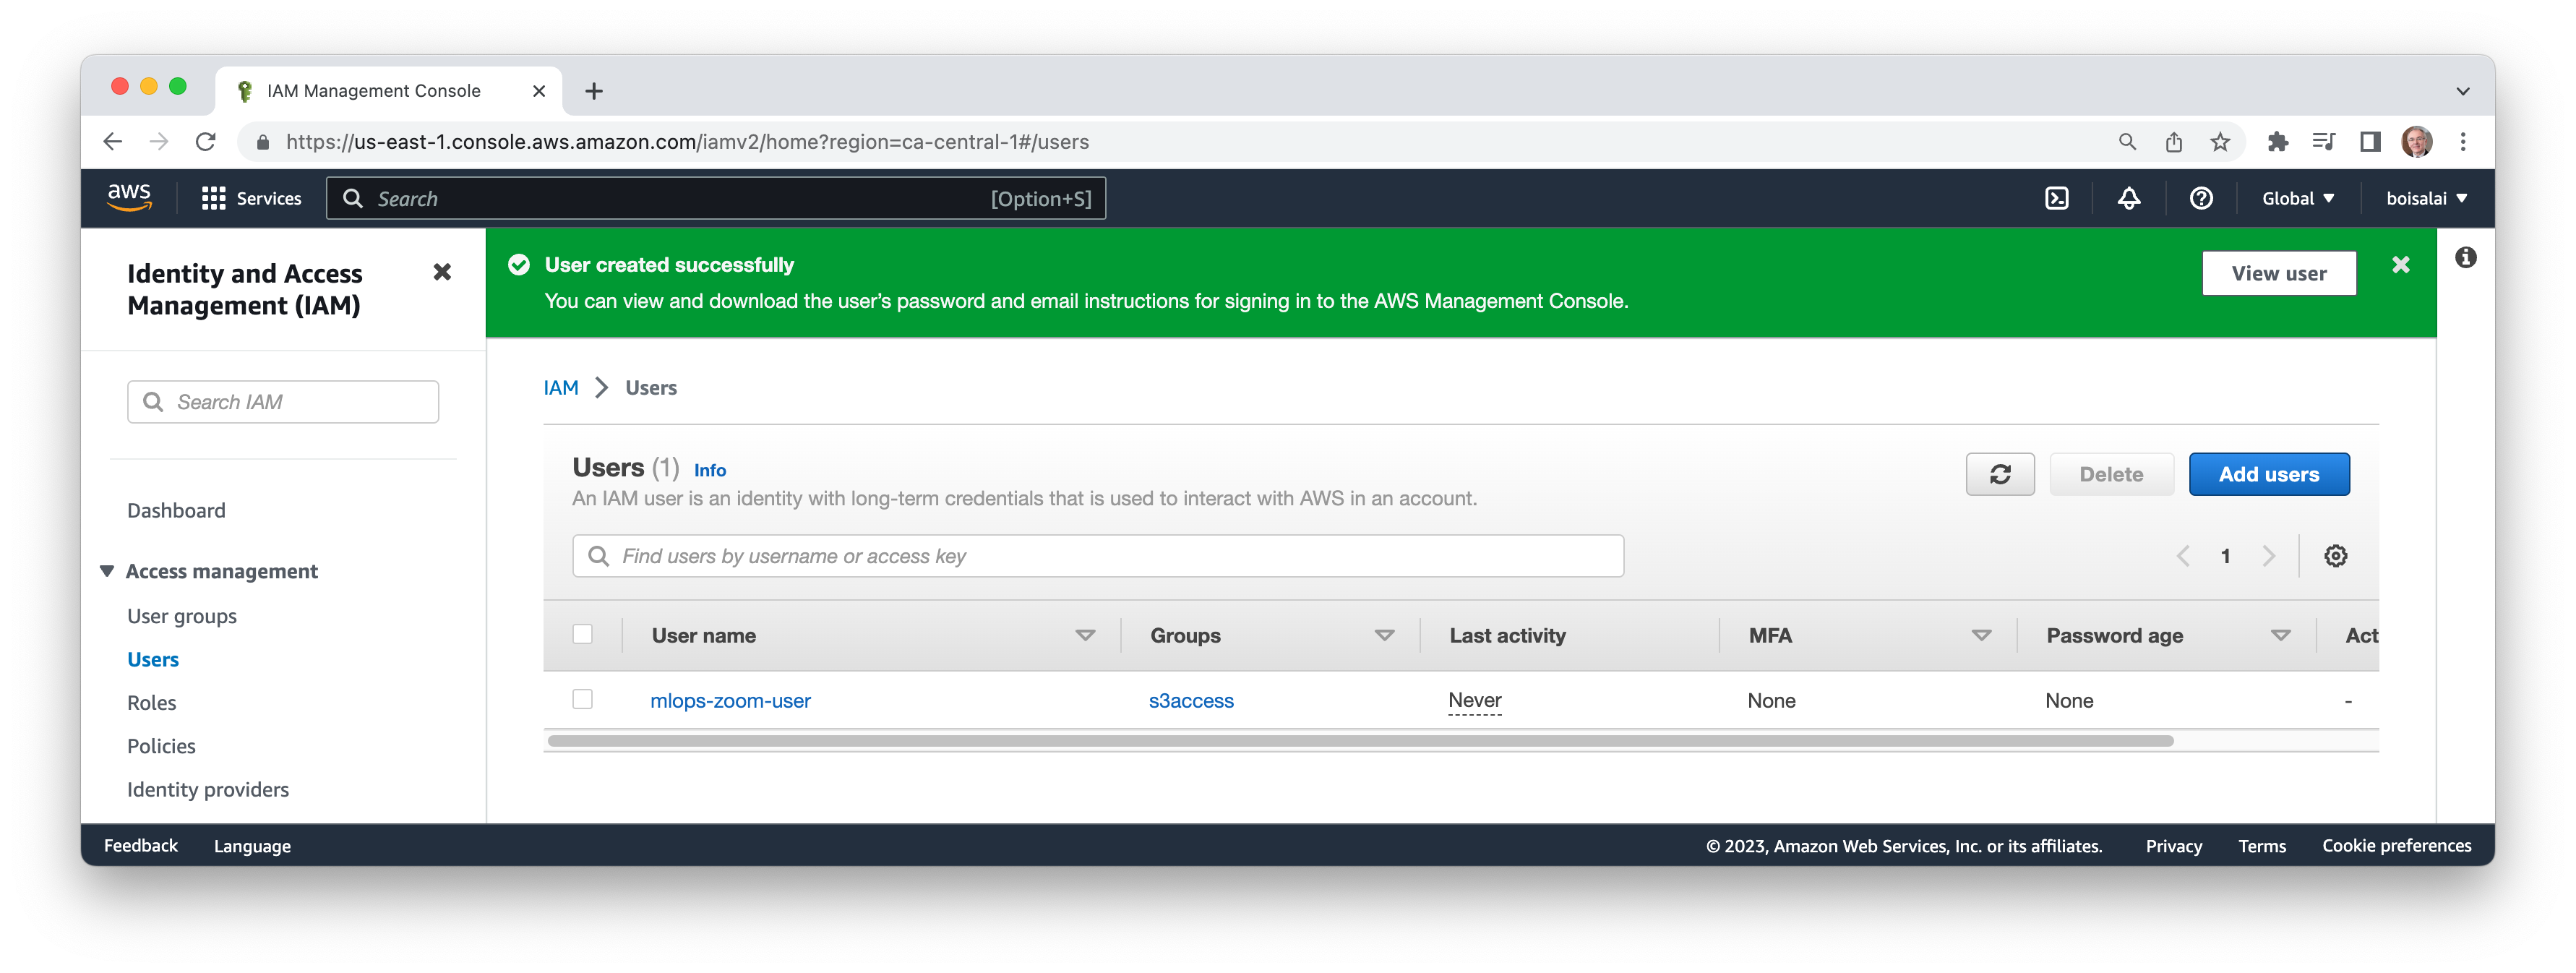 IAM Management Console
https://us-east-1.console.aws.amazon.com/iamv2/home?region=ca-central-1#/users
aws
Services
Search
[Option+S]
Global
boisalai
Identity and Access
Management (IAM)
Search IAM
Dashboard
Access management
User groups
Users
Roles
Policies
Identity providers
User created successfully
You can view and download the user's password and email instructions for signing in to the AWS Management Console.
View user
IAM > Users
Users (1) Info
An IAM user is an identity with long-term credentials that is used to interact with AWS in an account.
Delete
Add users
Find users by username or access key
1
User name
Groups
Last activity
MFA
Password age
Act
mlops-zoom-user
s3access
Never
None
None
-
Feedback
Language
© 2023, Amazon Web Services, Inc. or its affiliates.
Privacy
Terms
Cookie preferences